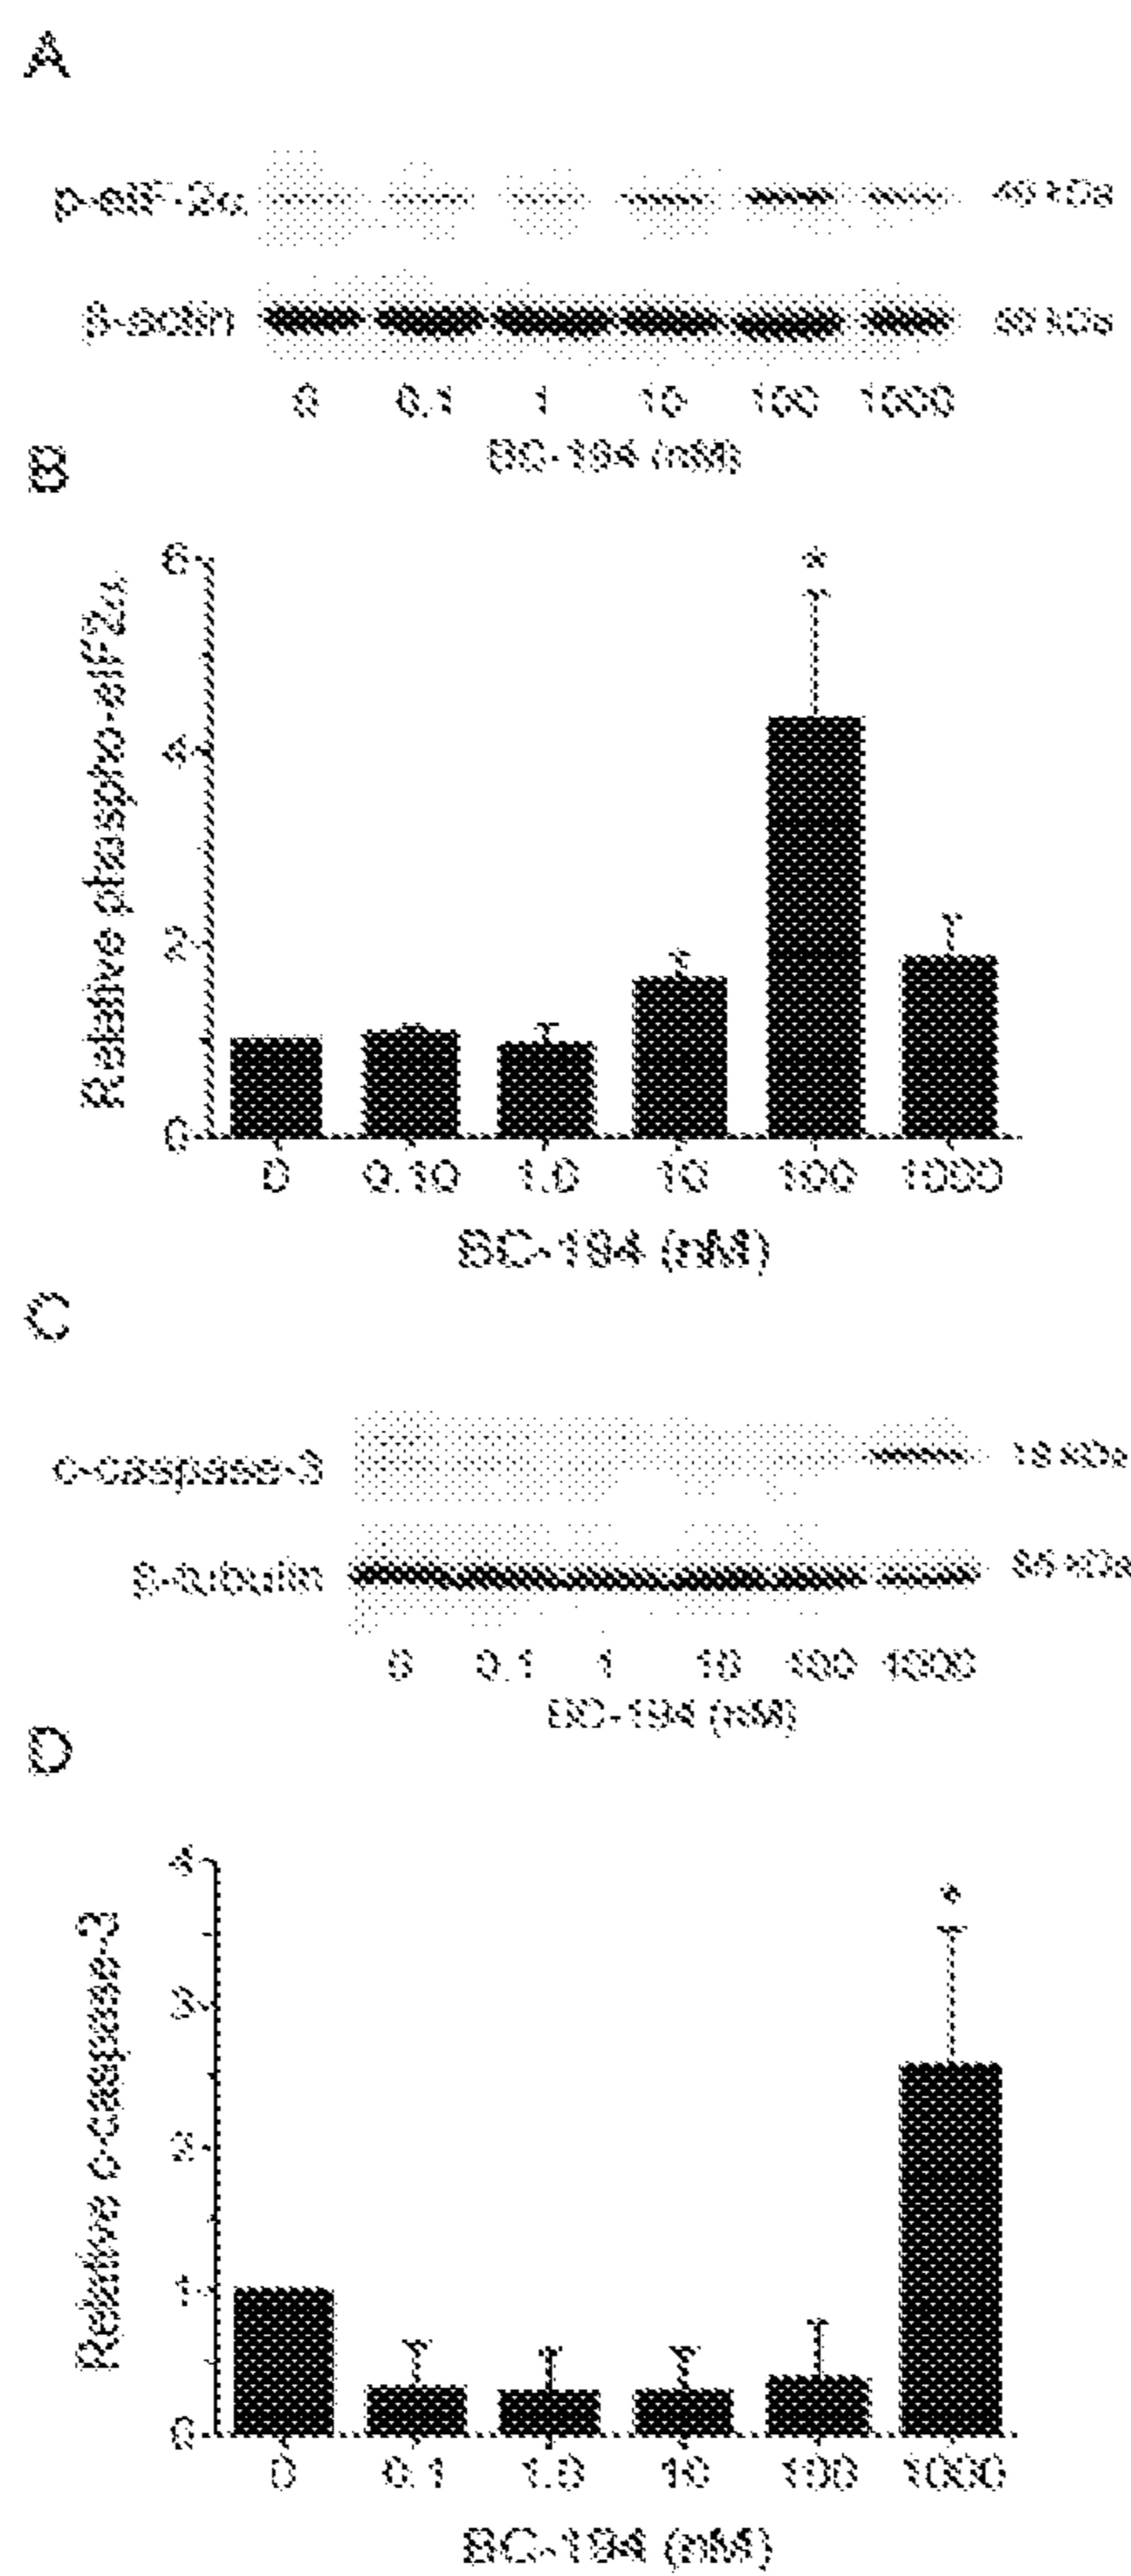 A
p-eIF-2α
β-actin
0 0.1 1 10 100 1000
BC-194 (nM)
B
Relative phospho-eIF2α
6
*
4
2
0
0 0.10 1.0 10 100 1000
BC-194 (nM)
C
c-caspase-3
β-tubulin
0 0.1 1 10 100 1000
BC-194 (nM)
D
Relative c-caspase-3
4
*
3
2
1
0
0 0.1 1.0 10 100 1000
BC-194 (nM)